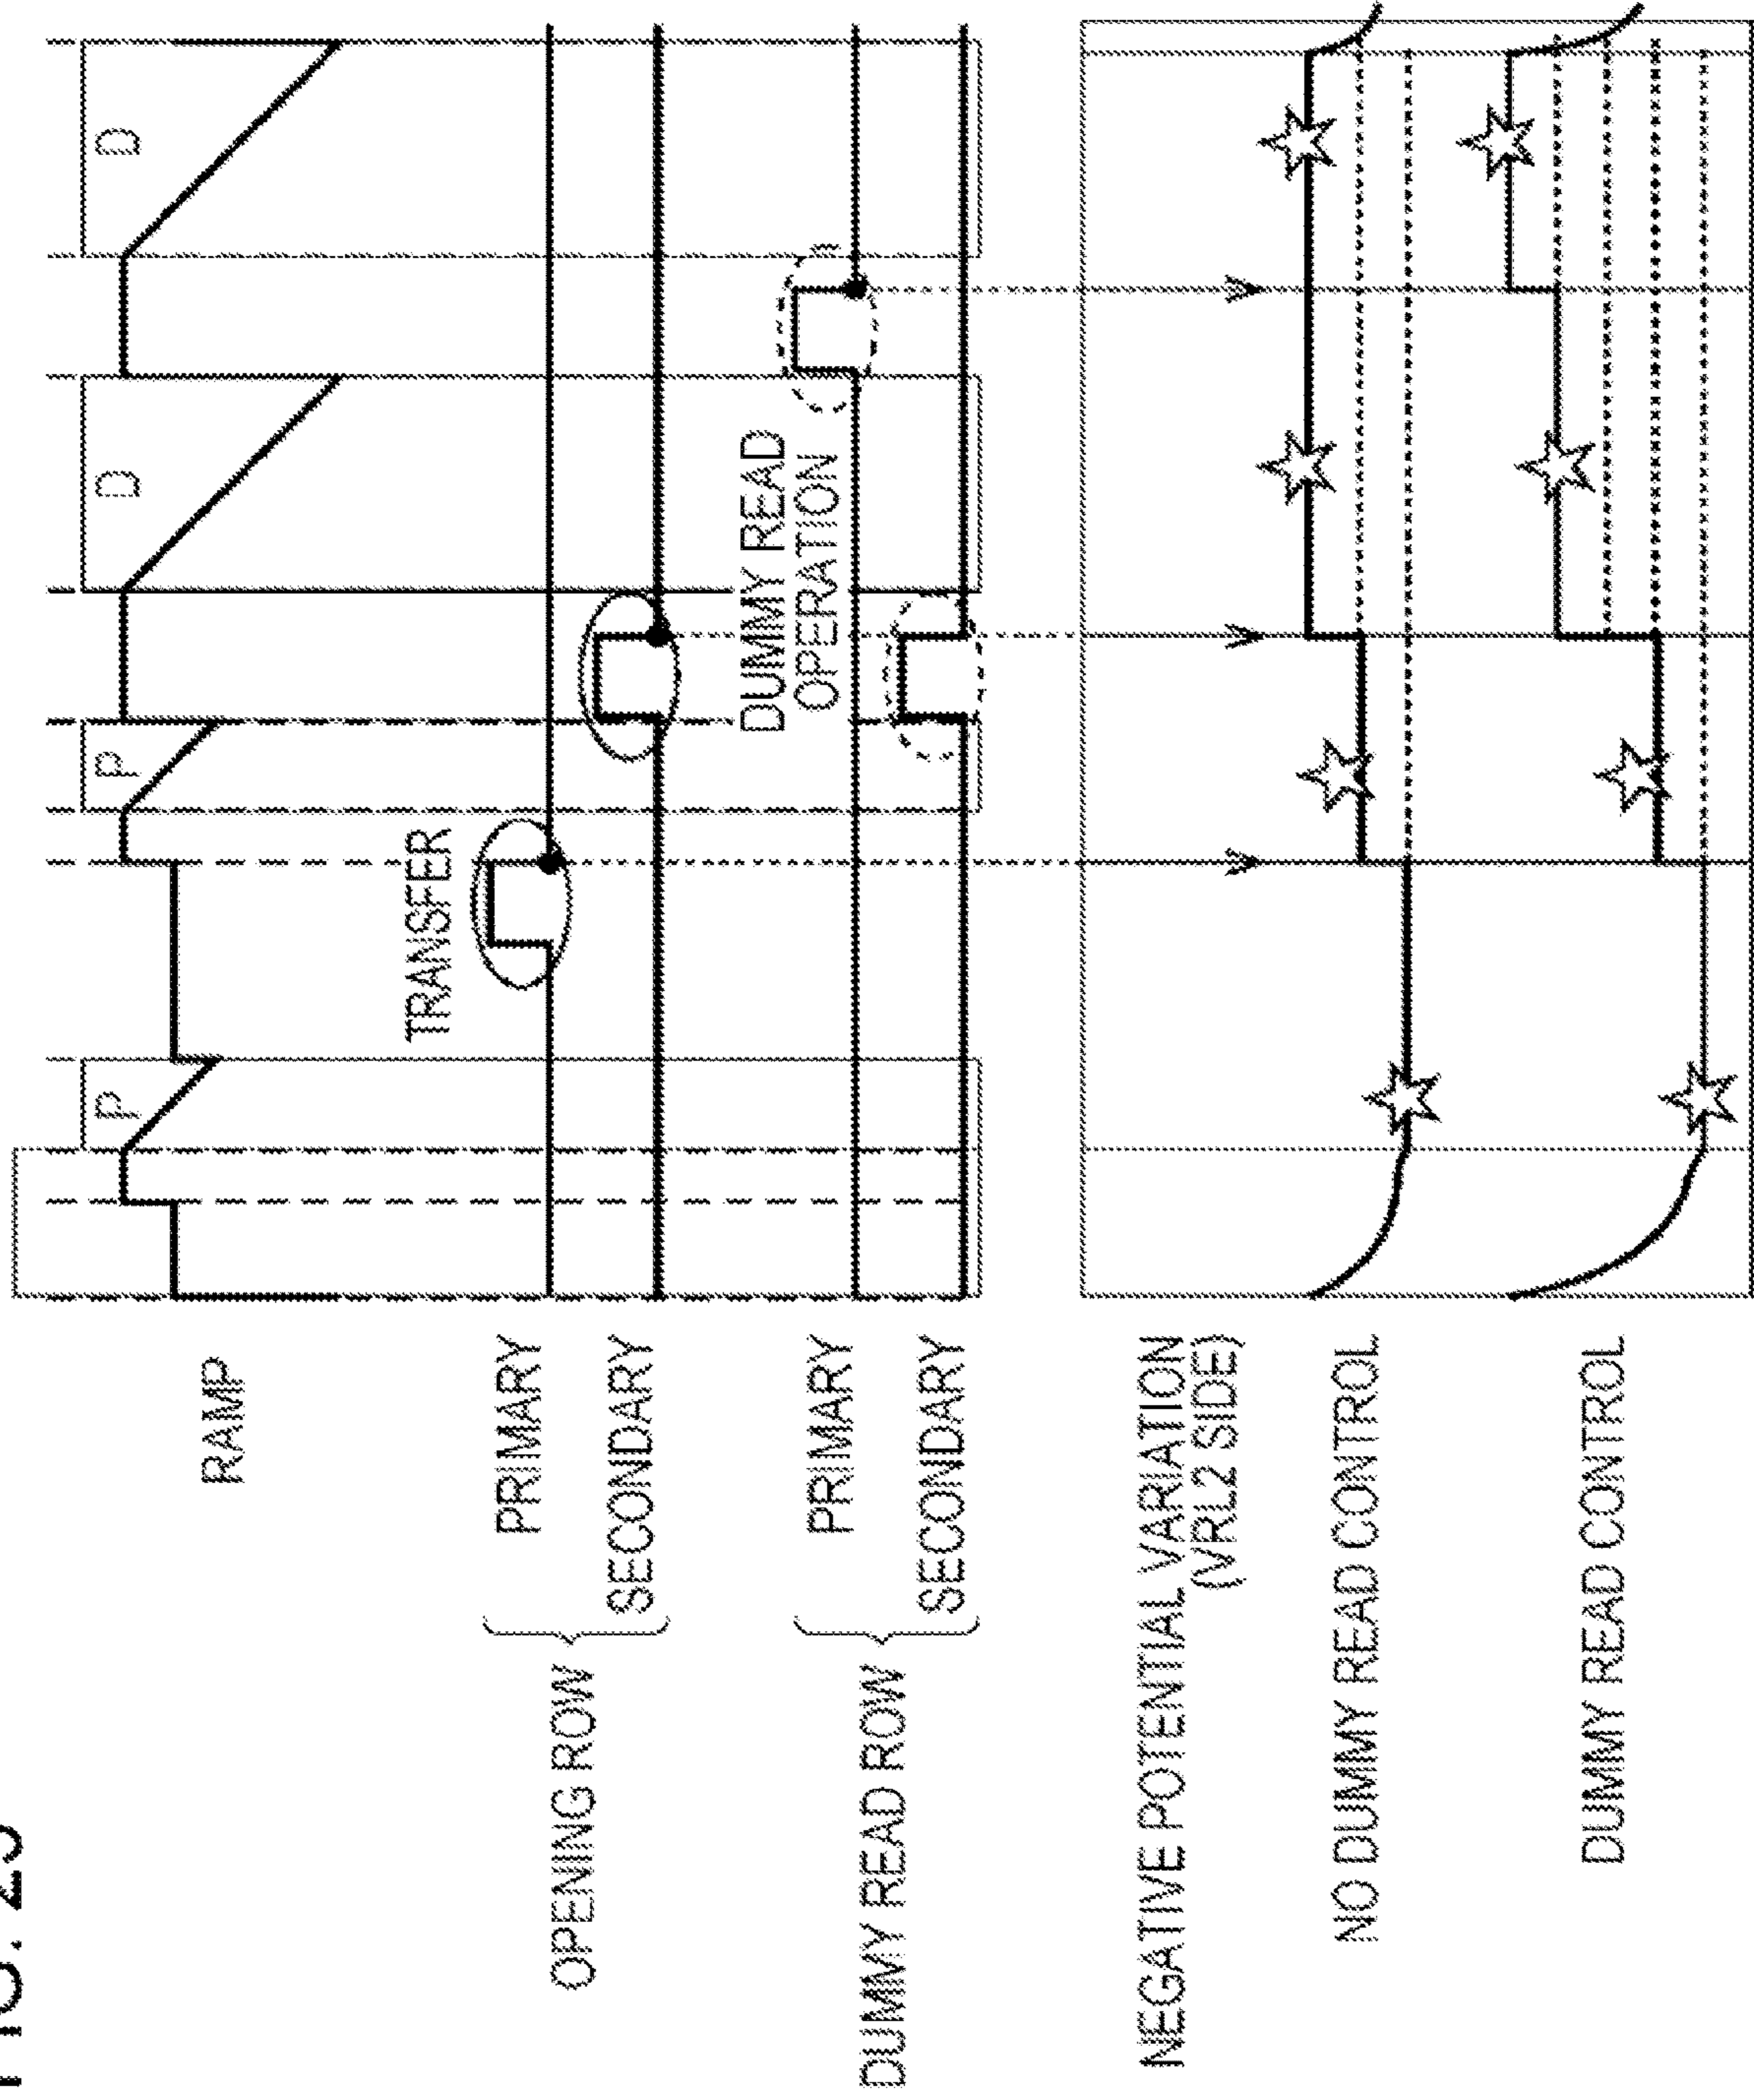 P
P
D
D
RAMP
TRANSFER
OPENING ROW
PRIMARY
SECONDARY
DUMMY READ
OPERATION
DUMMY READ ROW
PRIMARY
SECONDARY
NEGATIVE POTENTIAL VARIATION
(VRL2 SIDE)
NO DUMMY READ CONTROL
DUMMY READ CONTROL